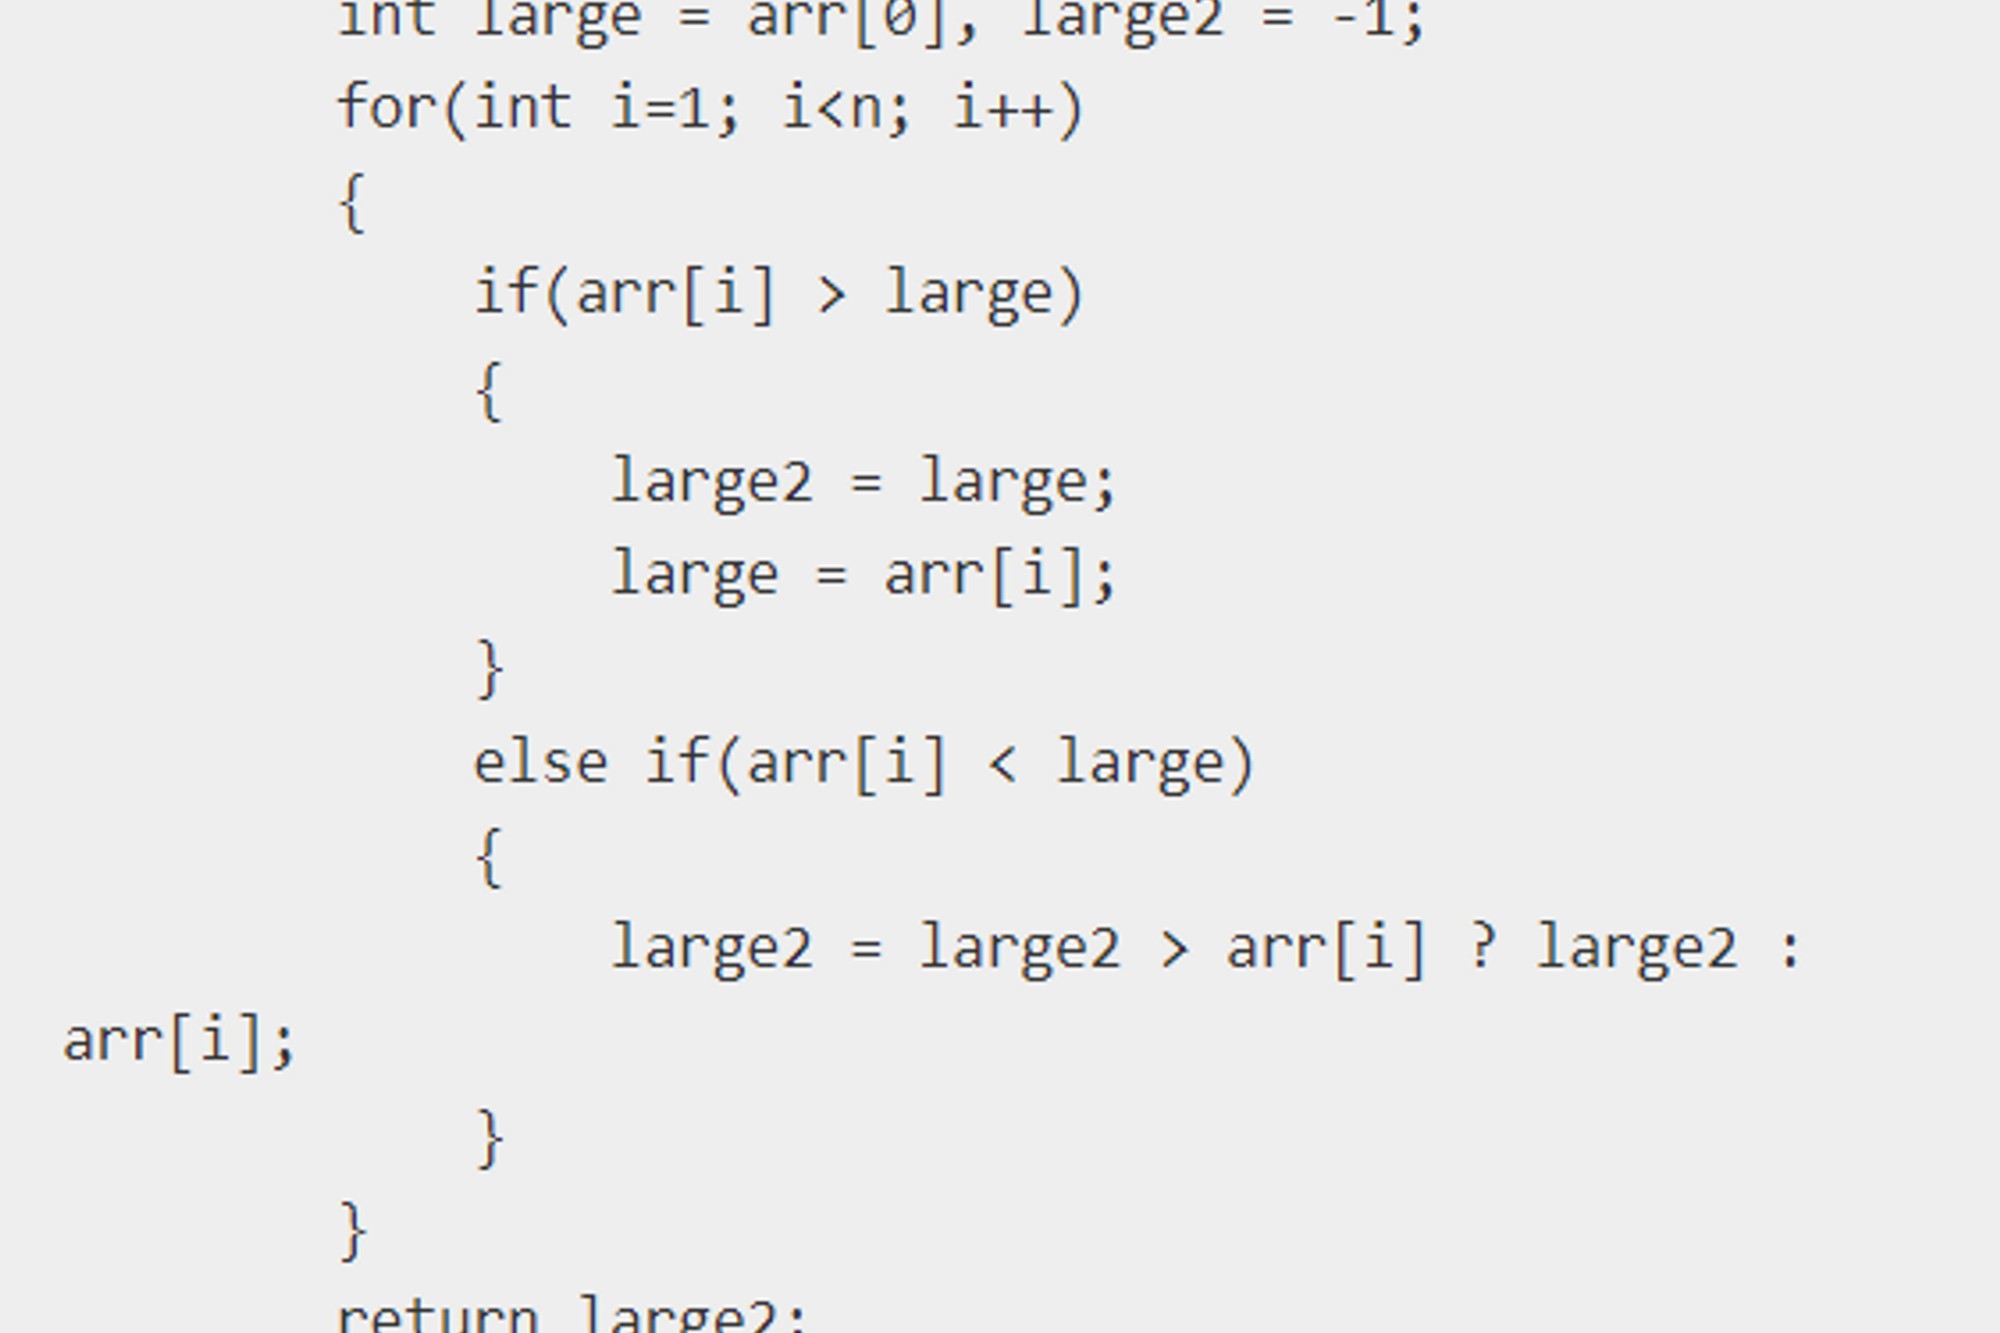 int large = arr[0], large2 = -1;
for(int i=1; i<n; i++)
{
if(arr[i] > large)
{
large2 = large;
large = arr[i];
}
else if(arr[i] < large)
{
large2 = large2 > arr[i] ? large2 :
arr[i];
}
}
return large2;